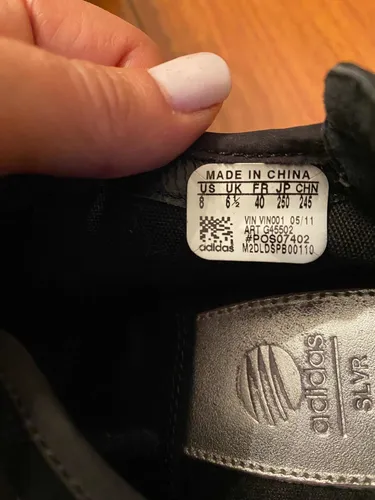 MADE IN CHINA
US UK FR JP CHN
8 6½ 40 250 245
VIN VIN001 05/11
ART G45502
#POS07402
adidas M2DLDSPB00110
adidas
SLVR